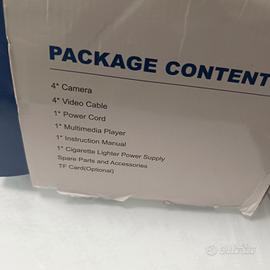 PACKAGE CONTENT
4* Camera
4* Video Cable
1* Power Cord
1* Multimedia Player
1* Instruction Manual
1* Cigarette Lighter Power Supply
Spare Parts and Accessories
TF Card(Optional)
subito